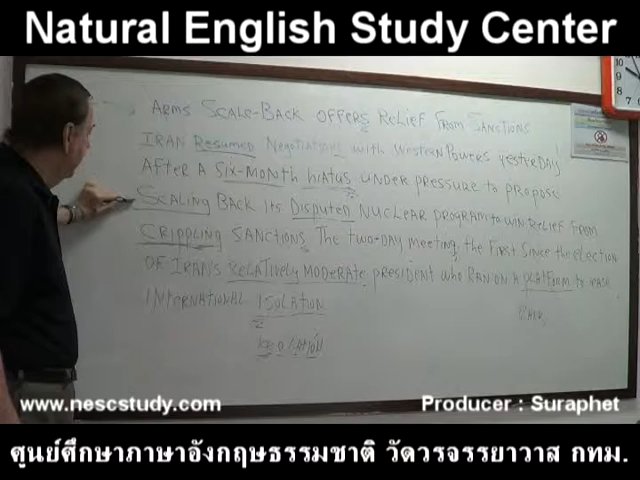 Natural English Study Center
Arms Scale-Back offers Relief From Sanctions
Iran Resumed Negotiations with Western Powers yesterday
After a Six-month hiatus under pressure to propose
Scaling Back its Disputed nuclear program to win relief from
Crippling Sanctions. The two-day meeting, the first since the election
of Iran's Relatively Moderate president who ran on a platform to ease
International Isolation
www.nescstudy.com
Producer : Suraphet
ศูนย์ศึกษาภาษาอังกฤษธรรมชาติ วัดวรจรรยาวาส กทม.